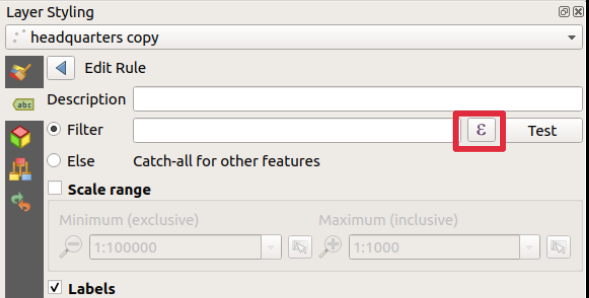 Layer Styling
headquarters copy
Edit Rule
abc
Description
Filter ε Test
Else Catch-all for other features
Scale range
Minimum (exclusive) Maximum (inclusive)
1:100000 1:1000
Labels